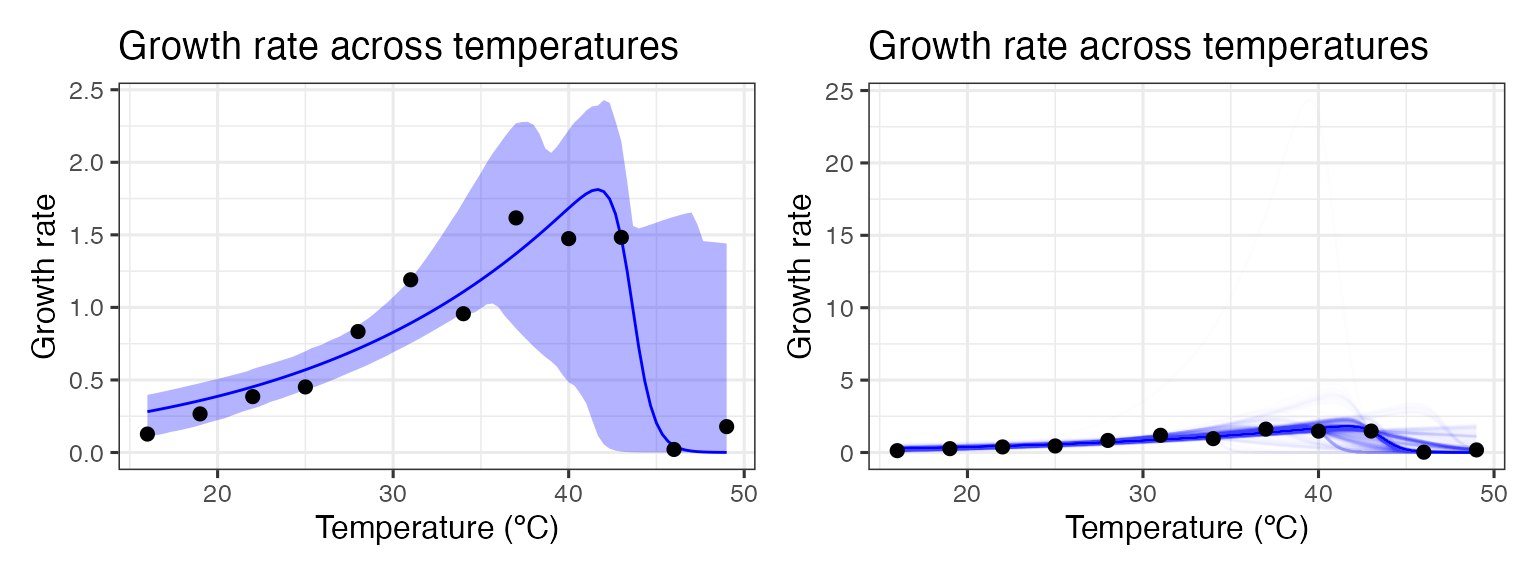 Growth rate across temperatures
2.5
2.0
1.5
1.0
0.5
0.0
Growth rate
20 30 40 50
Temperature (°C)
Growth rate across temperatures
25
20
15
10
5
0
Growth rate
20 30 40 50
Temperature (°C)